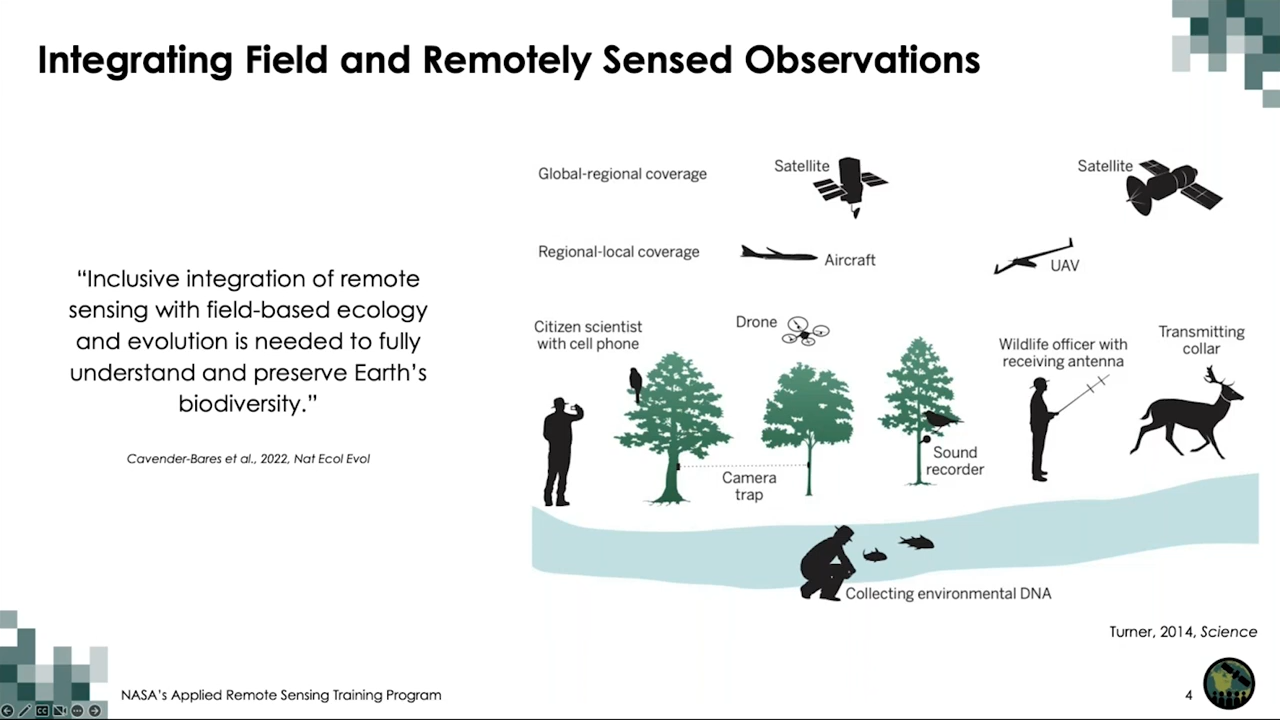 Integrating Field and Remotely Sensed Observations
“Inclusive integration of remote
sensing with field-based ecology
and evolution is needed to fully
understand and preserve Earth’s
biodiversity.”
Cavender-Bares et al., 2022, Nat Ecol Evol
Global-regional coverage
Satellite
Satellite
Regional-local coverage
Aircraft
UAV
Citizen scientist
with cell phone
Drone
Wildlife officer with
receiving antenna
Transmitting
collar
Camera
trap
Sound
recorder
Collecting environmental DNA
Turner, 2014, Science
NASA’s Applied Remote Sensing Training Program
4